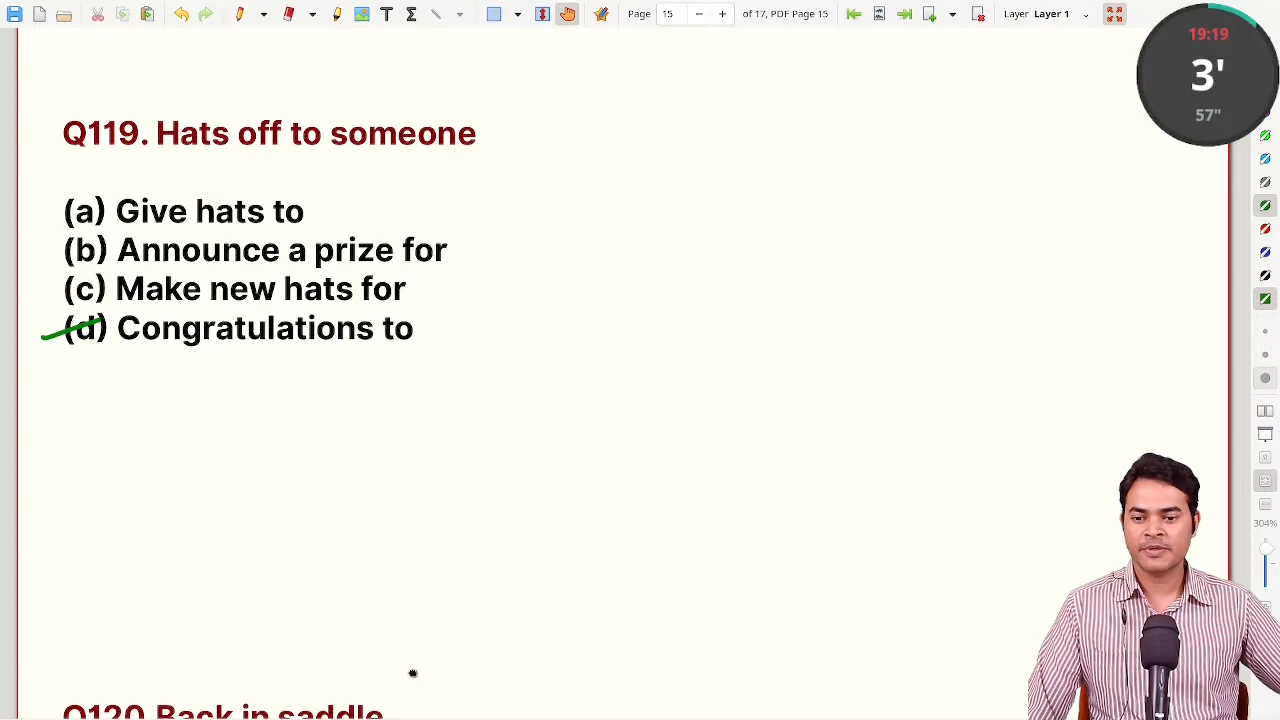 Page 15 of 17, PDF Page 15 Layer Layer 1
19:19
3'
57"
Q119. Hats off to someone
(a) Give hats to
(b) Announce a prize for
(c) Make new hats for
(d) Congratulations to
304%
Q120 Back in saddle